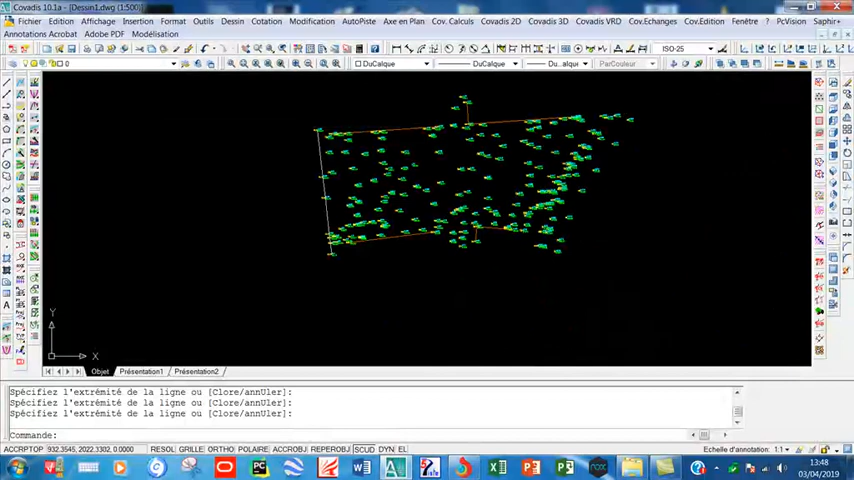 Covadis 10.1a - [Dessin1.dwg (1:500)]
Fichier Edition Affichage Insertion Format Outils Dessin Cotation Modification AutoPiste Axe en Plan Cov.Calculs Covadis 2D Covadis 3D Covadis VRD Cov.Echanges Cov.Edition Fenêtre ? PcVision Saphir+
Annotations Acrobat Adobe PDF Modélisation
ISO-25
0 DuCalque DuCalque ...uCalque ParCouleur
Y
X
Objet Présentation1 Présentation2
Spécifiez l'extrémité de la ligne ou [Clore/annUler]:
Spécifiez l'extrémité de la ligne ou [Clore/annUler]:
Spécifiez l'extrémité de la ligne ou [Clore/annUler]:
Commande:
ACCRPTOP 932.3545, 2022.3302, 0.0000 RESOL GRILLE ORTHO POLAIRE ACCROBJ REPEROBJ SCUD DYN EL Echelle d'annotation: 1:1
13:48
03/04/2019